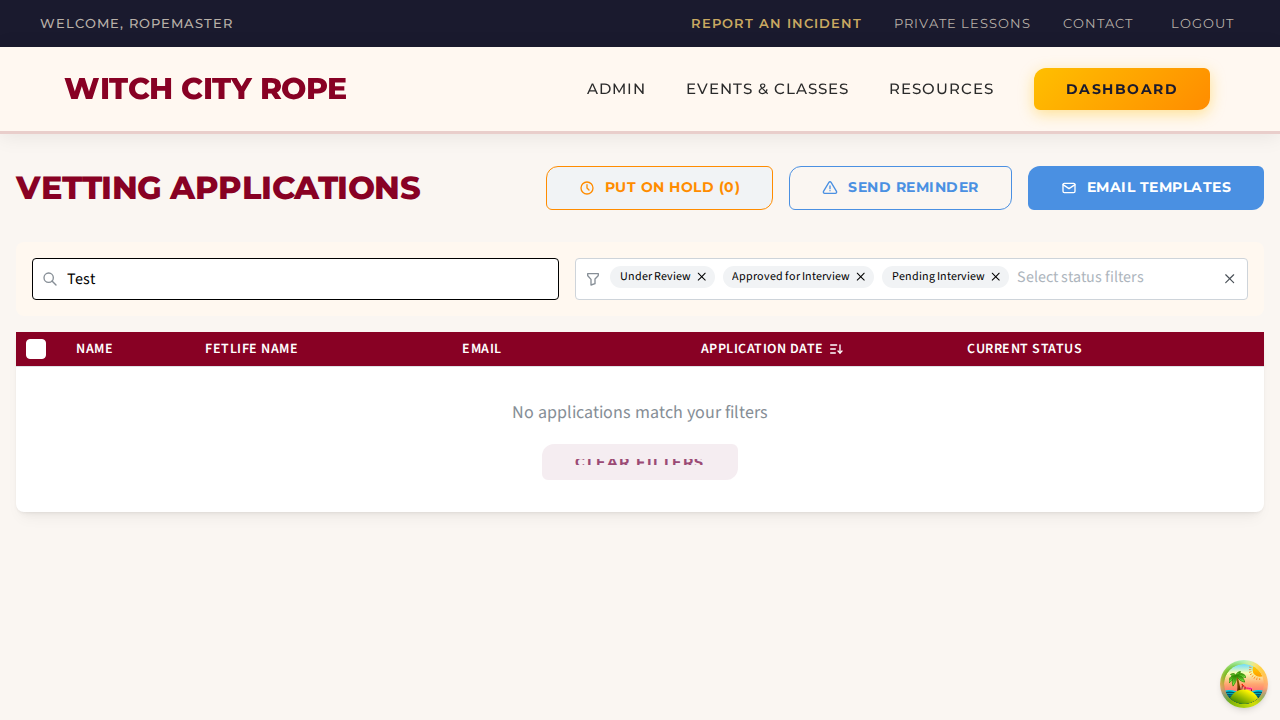 WELCOME, ROPEMASTER
REPORT AN INCIDENT
PRIVATE LESSONS
CONTACT
LOGOUT
WITCH CITY ROPE
ADMIN
EVENTS & CLASSES
RESOURCES
DASHBOARD
VETTING APPLICATIONS
PUT ON HOLD (0)
SEND REMINDER
EMAIL TEMPLATES
Test
Under Review
Approved for Interview
Pending Interview
Select status filters
NAME
FETLIFE NAME
EMAIL
APPLICATION DATE
CURRENT STATUS
No applications match your filters
CLEAR FILTERS